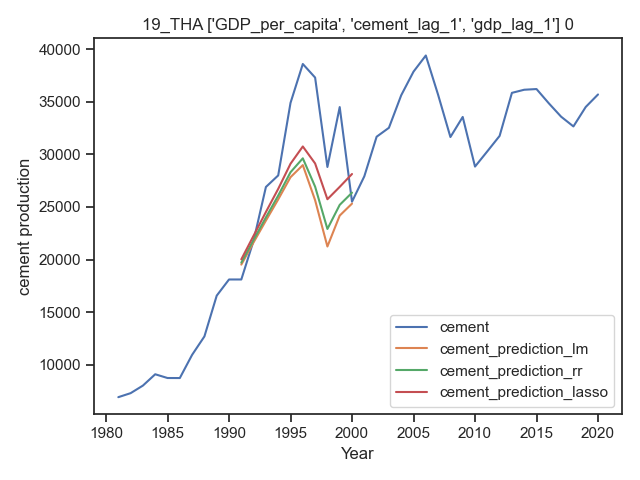 19_THA ['GDP_per_capita', 'cement_lag_1', 'gdp_lag_1'] 0
40000
35000
30000
25000
20000
15000
10000
cement production
cement
cement_prediction_lm
cement_prediction_rr
cement_prediction_lasso
1980 1985 1990 1995 2000 2005 2010 2015 2020
Year